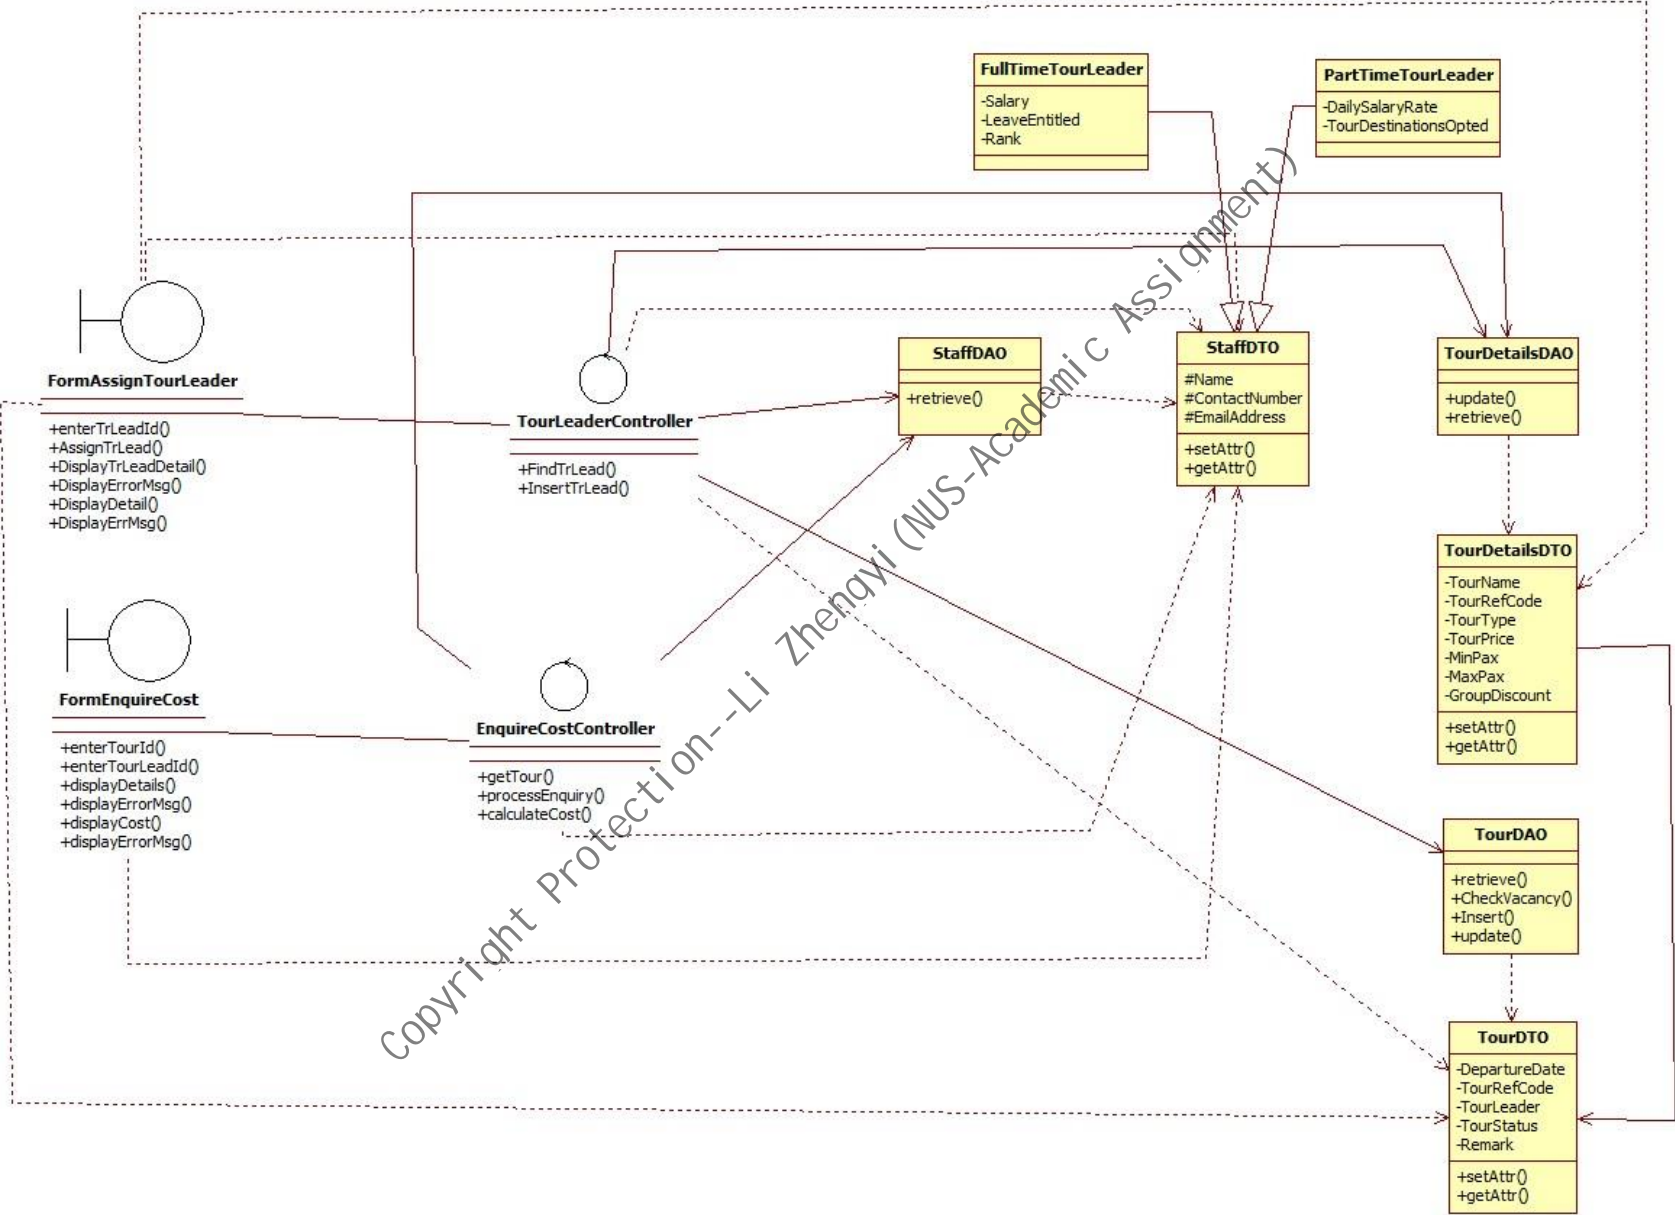 FullTimeTourLeader
-Salary
-LeaveEntitled
-Rank
PartTimeTourLeader
-DailySalaryRate
-TourDestinationsOpted
FormAssignTourLeader
+enterTrLeadId()
+AssignTrLead()
+DisplayTrLeadDetail()
+DisplayErrorMsg()
+DisplayDetail()
+DisplayErrMsg()
TourLeaderController
+FindTrLead()
+InsertTrLead()
StaffDAO
+retrieve()
StaffDTO
#Name
#ContactNumber
#EmailAddress
+setAttr()
+getAttr()
TourDetailsDAO
+update()
+retrieve()
TourDetailsDTO
-TourName
-TourRefCode
-TourType
-TourPrice
-MinPax
-MaxPax
-GroupDiscount
+setAttr()
+getAttr()
FormEnquireCost
+enterTourId()
+enterTourLeadId()
+displayDetails()
+displayErrorMsg()
+displayCost()
+displayErrorMsg()
EnquireCostController
+getTour()
+processEnquiry()
+calculateCost()
TourDAO
+retrieve()
+CheckVacancy()
+Insert()
+update()
TourDTO
-DepartureDate
-TourRefCode
-TourLeader
-TourStatus
-Remark
+setAttr()
+getAttr()
Copyright Protection--Li Zhengyi (NUS-Academic Assignment)